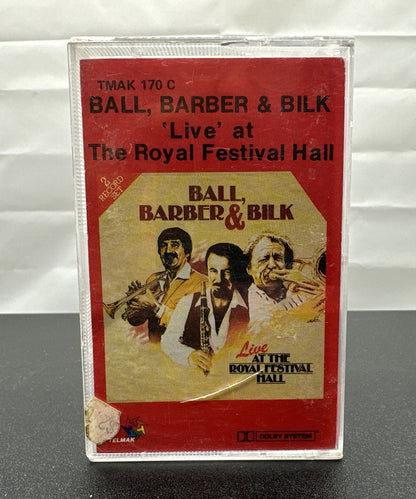 TMAK 170 C
BALL, BARBER & BILK
'Live' at
The Royal Festival Hall
2
RECORD
SET
BALL,
BARBER & BILK
Live
AT THE
ROYAL FESTIVAL
HALL
TELMAK
DOLBY SYSTEM